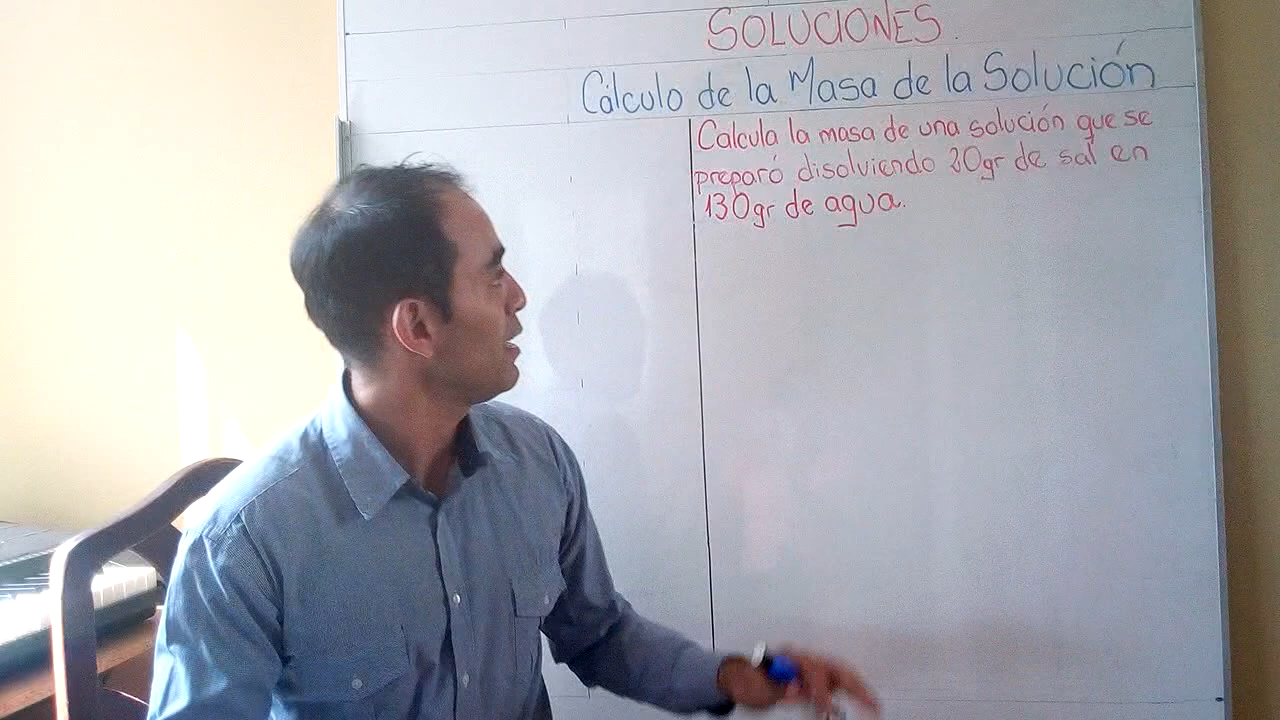 SOLUCIONES.
Cálculo de la Masa de la Solución
Calcula la masa de una solución que se
preparó disolviendo 30gr de sal en
130gr de agua.